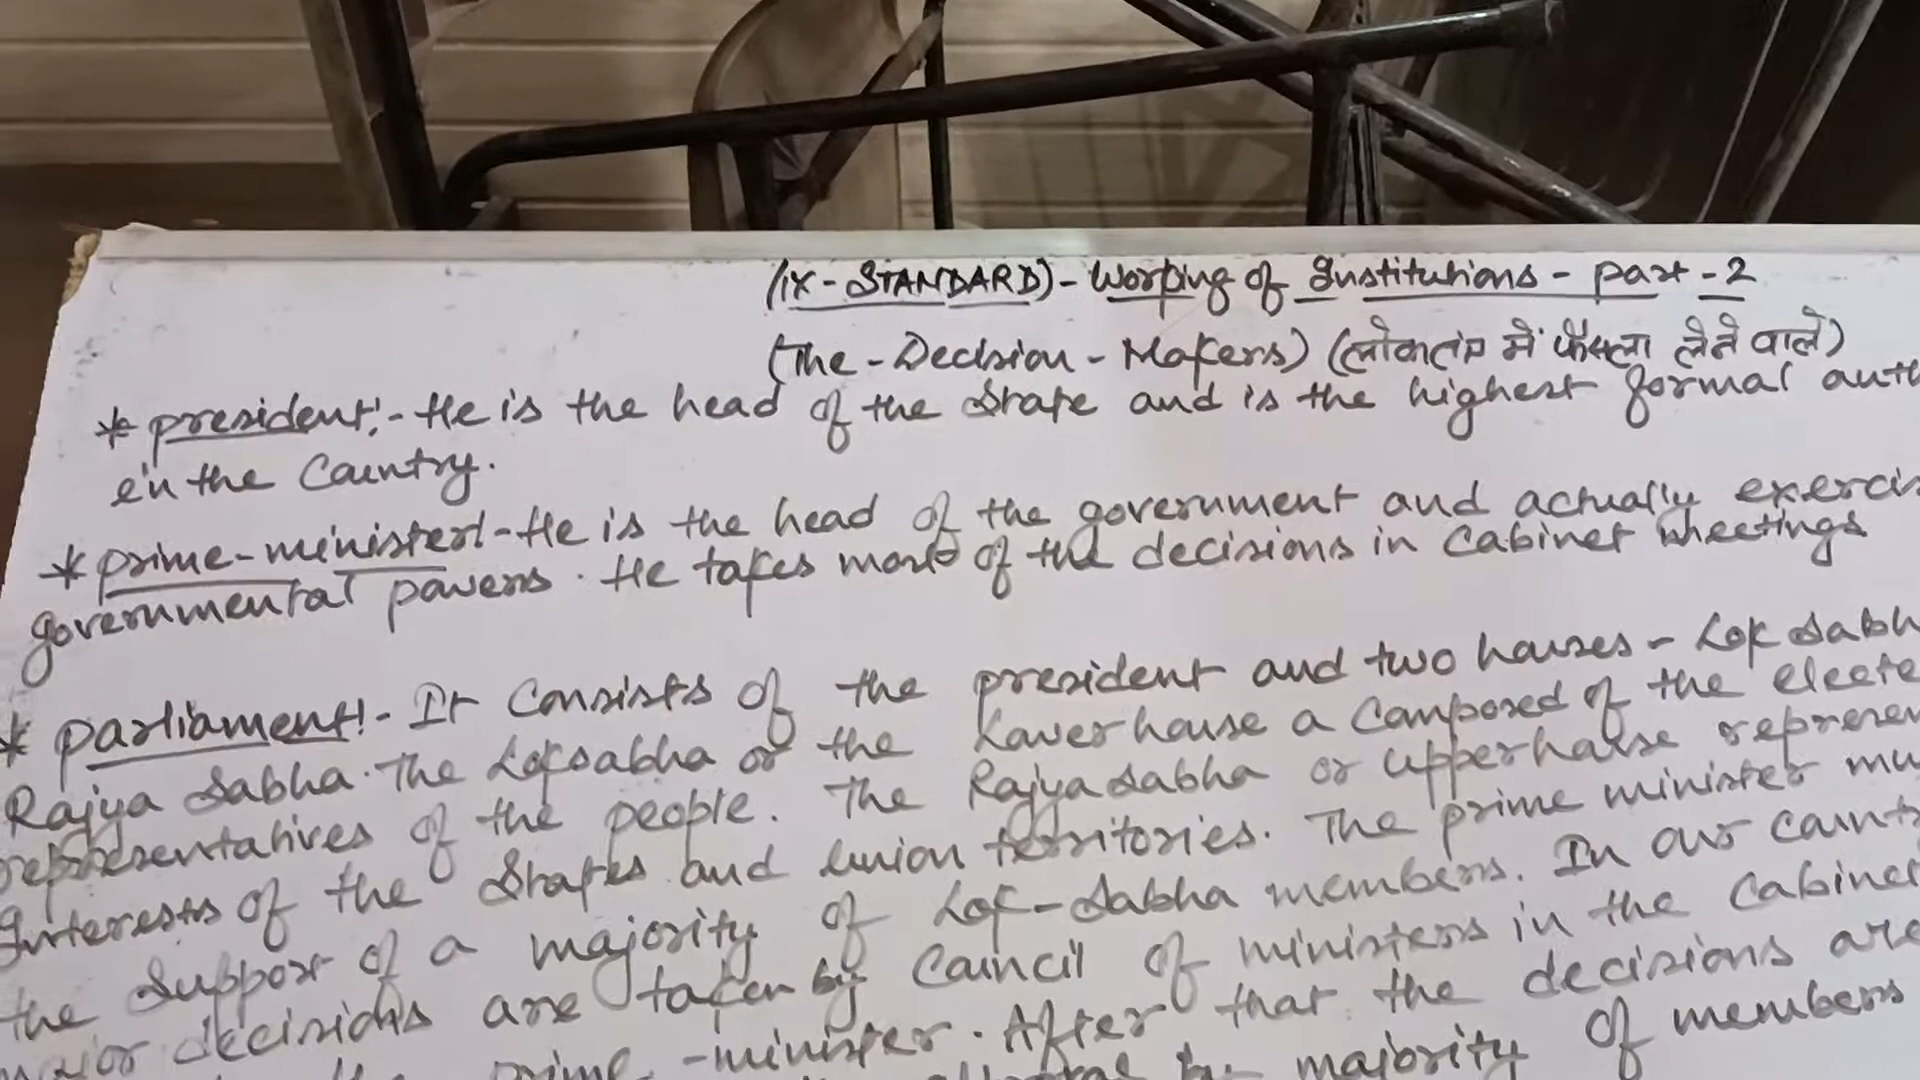 (IX-STANDARD)-Working of Institutions - part-2
(The-Decision-Makers) (लोकतंत्र में फैसला लेने वाले)
* president:- He is the head of the State and is the highest formal auth
in the Country.
* prime-minister:- He is the head of the government and actually exercis
governmental powers. He takes most of the decisions in Cabinet Meetings
* parliament:- It Consists of the president and two houses - Lok Sabh
Rajya Sabha. The Loksabha or the Lower house a Composed of the electe
representatives of the people. The Rajya Sabha or upper house represen
Interests of the States and union territories. The prime minister mu
the Support of a majority of Lok-Sabha members. In our countr
major decisions are taken by Council of ministers in the Cabinet
prime-minister. After that the decisions are
majority of members